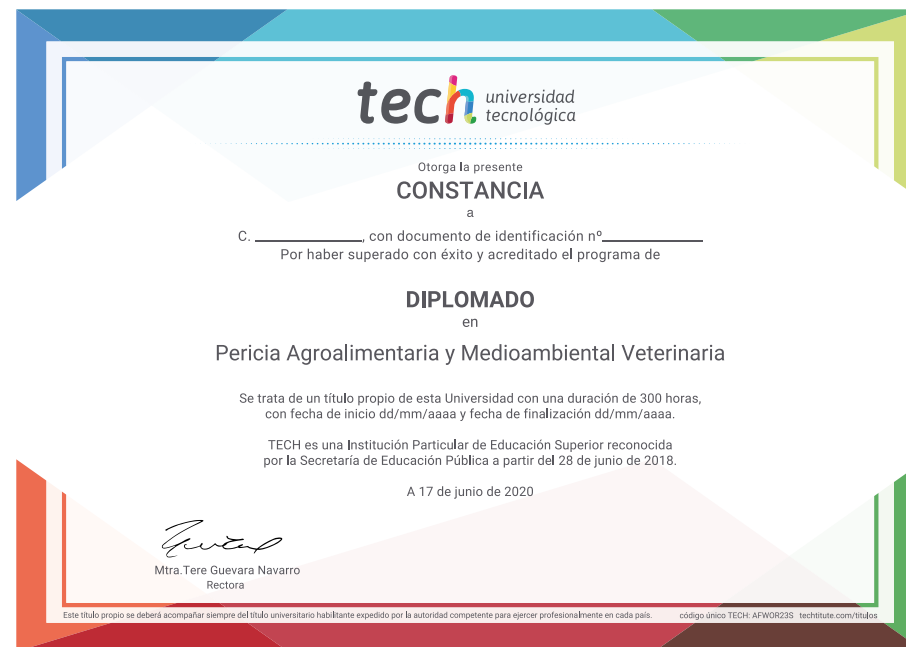 tech universidad
tecnológica
Otorga la presente
CONSTANCIA
a
C. ____________, con documento de identificación nº____________
Por haber superado con éxito y acreditado el programa de
DIPLOMADO
en
Pericia Agroalimentaria y Medioambiental Veterinaria
Se trata de un título propio de esta Universidad con una duración de 300 horas,
con fecha de inicio dd/mm/aaaa y fecha de finalización dd/mm/aaaa.
TECH es una Institución Particular de Educación Superior reconocida
por la Secretaría de Educación Pública a partir del 28 de junio de 2018.
A 17 de junio de 2020
Mtra.Tere Guevara Navarro
Rectora
Este título propio se deberá acompañar siempre del título universitario habilitante expedido por la autoridad competente para ejercer profesionalmente en cada país. código único TECH: AFWOR23S techtitute.com/titulos